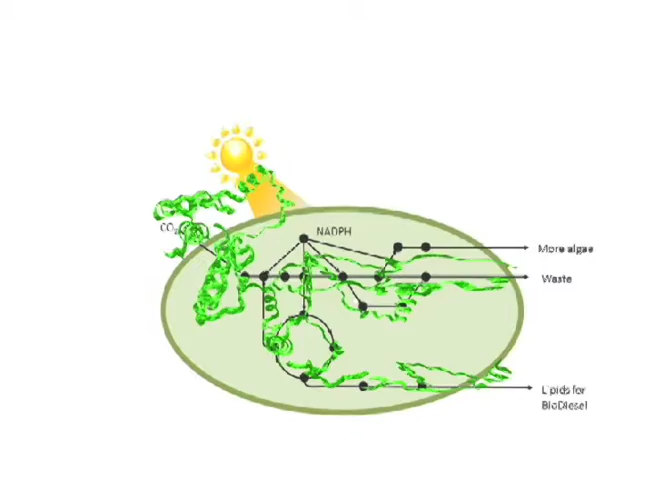 CO2
NADPH
More algae
Waste
Lipids for
BioDiesel